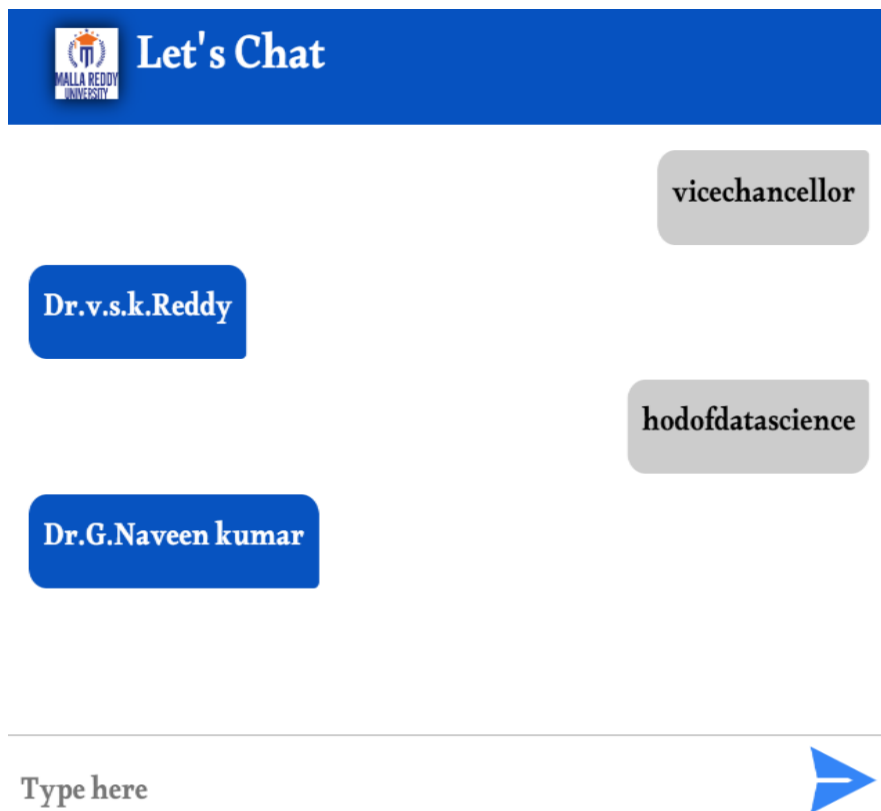 MALLA REDDY
UNIVERSITY
Let's Chat
vicechancellor
Dr.v.s.k.Reddy
hodofdatascience
Dr.G.Naveen kumar
Type here